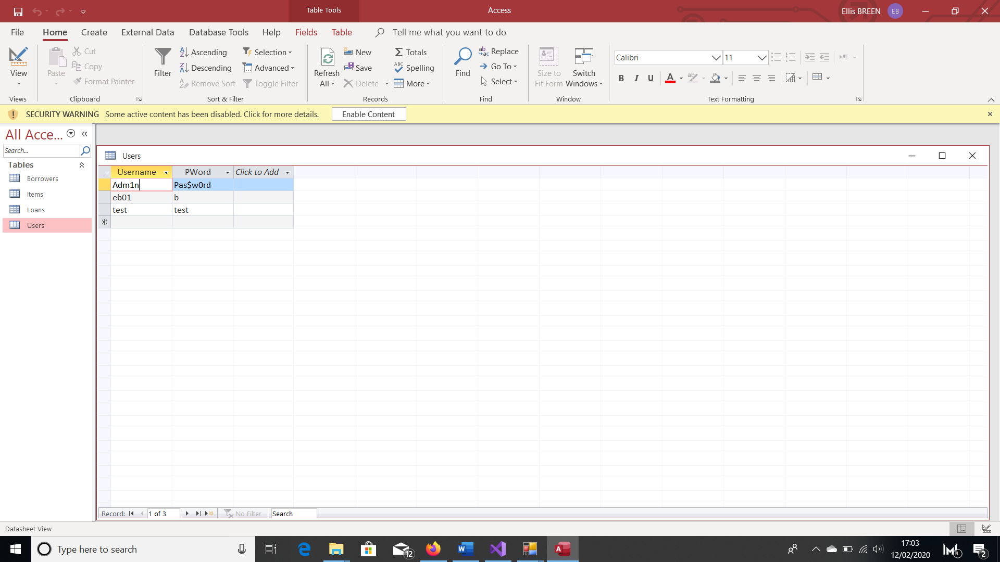 Table Tools
Access
Ellis BREEN EB
File Home Create External Data Database Tools Help Fields Table Tell me what you want to do
View
Views
Paste
Cut
Copy
Format Painter
Clipboard
Filter
Ascending
Descending
Remove Sort
Selection
Advanced
Toggle Filter
Sort & Filter
Refresh
All
New
Save
Delete
Totals
Spelling
More
Records
Find
Replace
Go To
Select
Find
Size to
Fit Form
Switch
Windows
Window
Calibri 11
B I U A
Text Formatting
SECURITY WARNING Some active content has been disabled. Click for more details. Enable Content
All Acce...
Search...
Tables
Borrowers
Items
Loans
Users
Users
Username PWord Click to Add
Adm1n Pas$w0rd
eb01 b
test test
Record: 1 of 3 No Filter Search
Datasheet View
Type here to search
12
17:03
12/02/2020
2